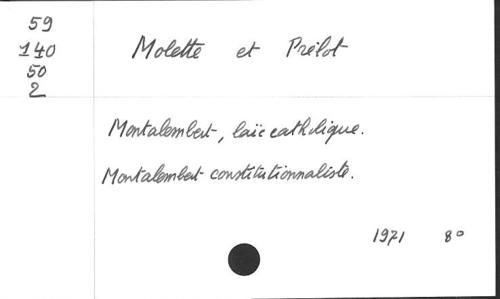 59
140
50
2
Molette et Prélot
Montalembert, laïc catholique.
Montalembert constitutionnaliste.
1971 8°